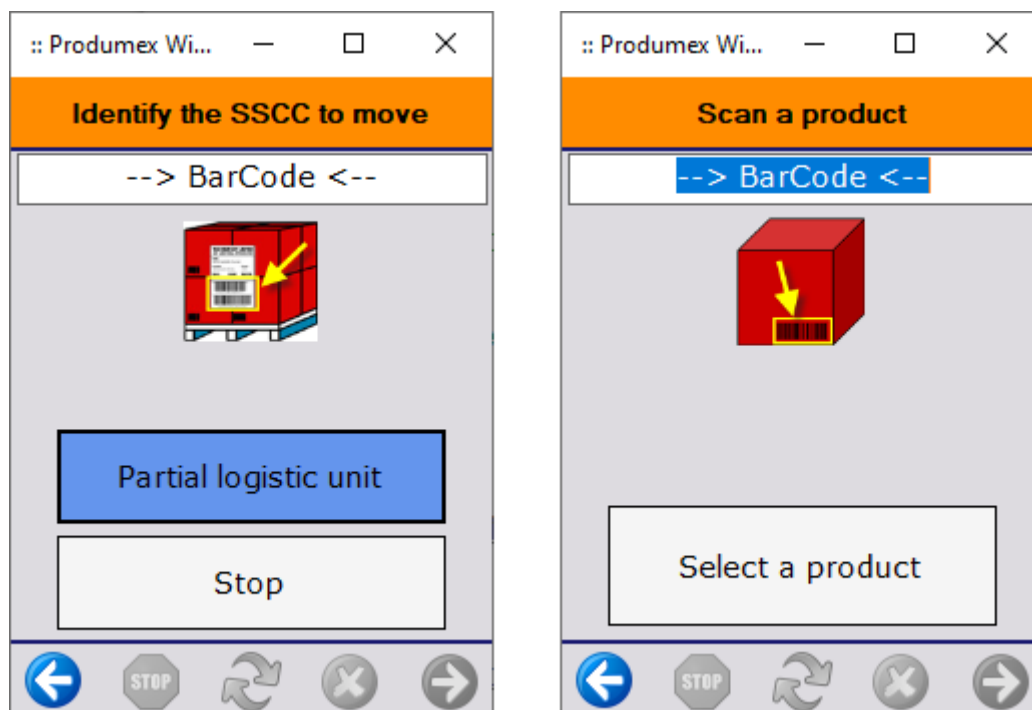 :: Produmex Wi...
Identify the SSCC to move
--> BarCode <--
Partial logistic unit
Stop
STOP
:: Produmex Wi...
Scan a product
--> BarCode <--
Select a product
STOP